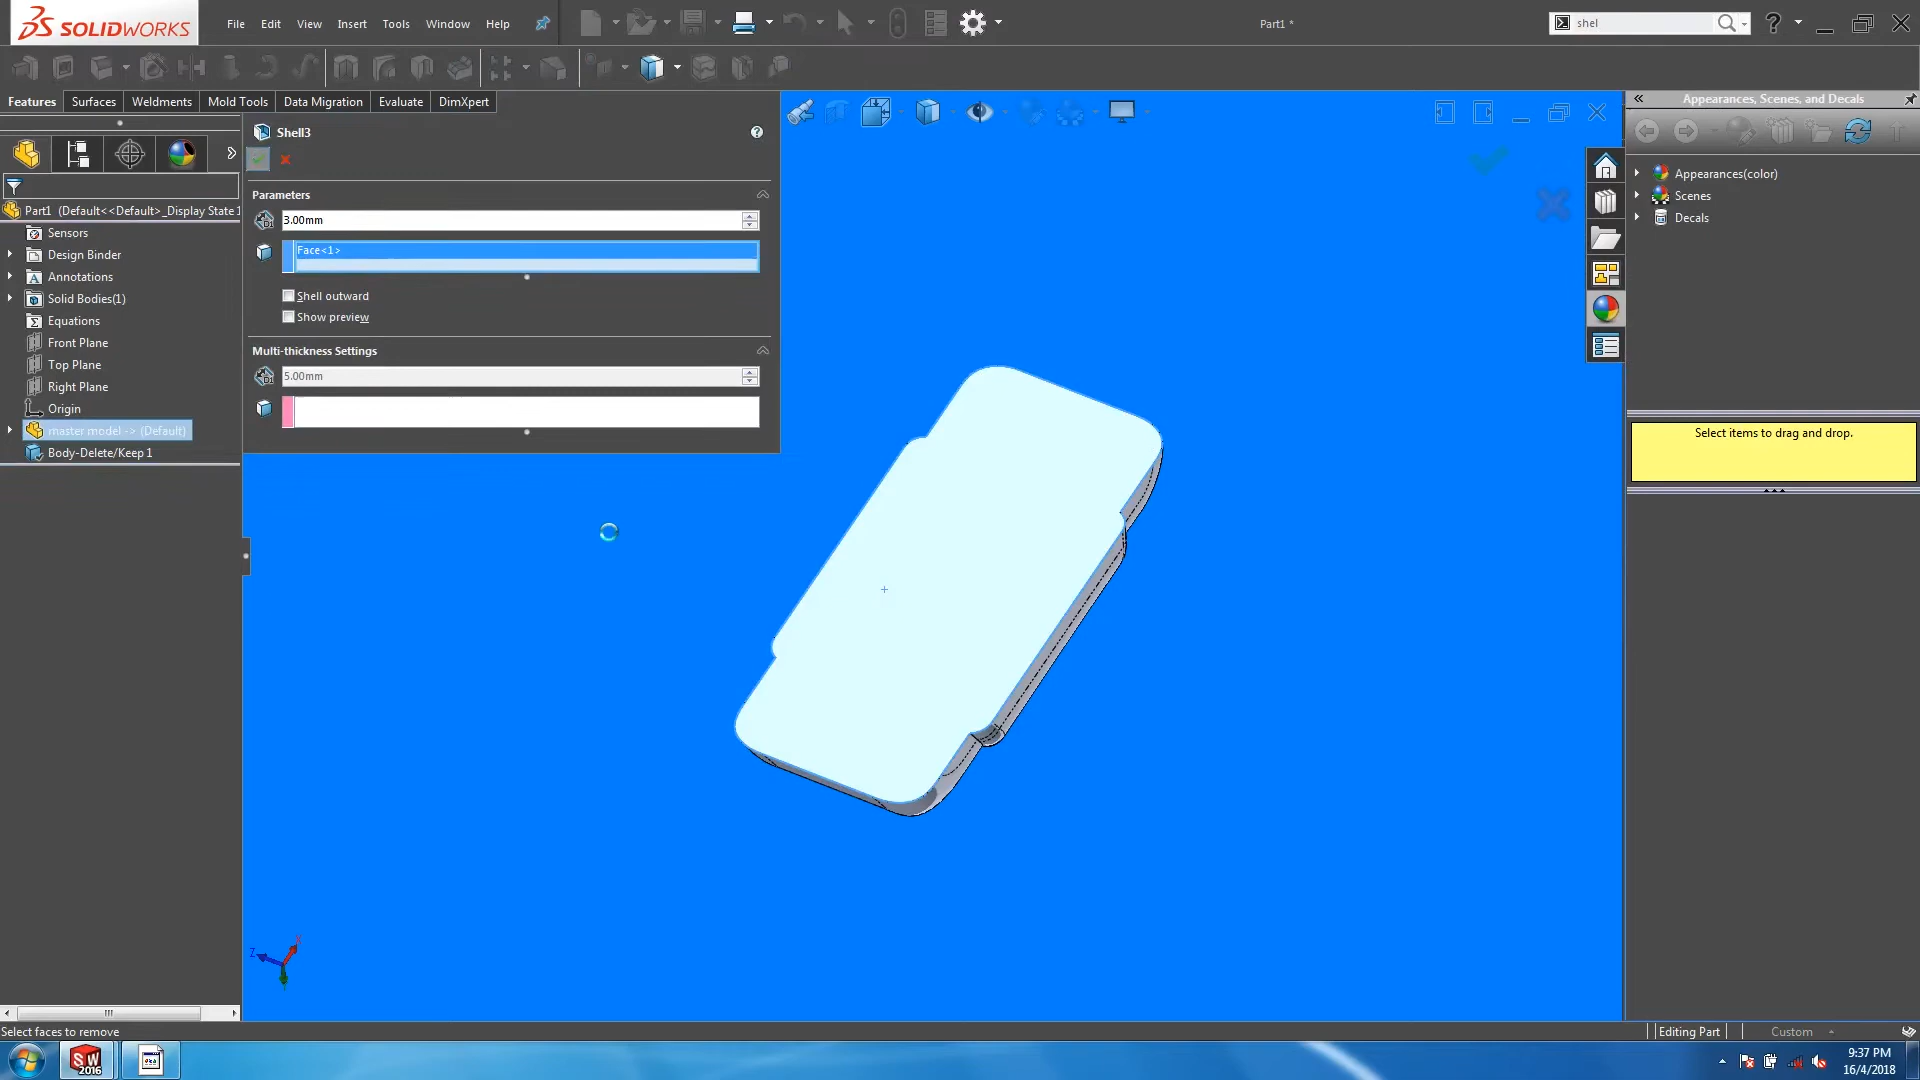 SOLIDWORKS
File Edit View Insert Tools Window Help
Part1 *
shel
Features Surfaces Weldments Mold Tools Data Migration Evaluate DimXpert
Appearances, Scenes, and Decals
Shell3
Appearances(color)
Scenes
Decals
Parameters
3.00mm
Face<1>
Shell outward
Show preview
Multi-thickness Settings
5.00mm
Part1 (Default<<Default>_Display State 1
Sensors
Design Binder
Annotations
Solid Bodies(1)
Equations
Front Plane
Top Plane
Right Plane
Origin
master model -> (Default)
Body-Delete/Keep 1
Select items to drag and drop.
Z
X
Select faces to remove
Editing Part
Custom
SW
2016
9:37 PM
16/4/2018